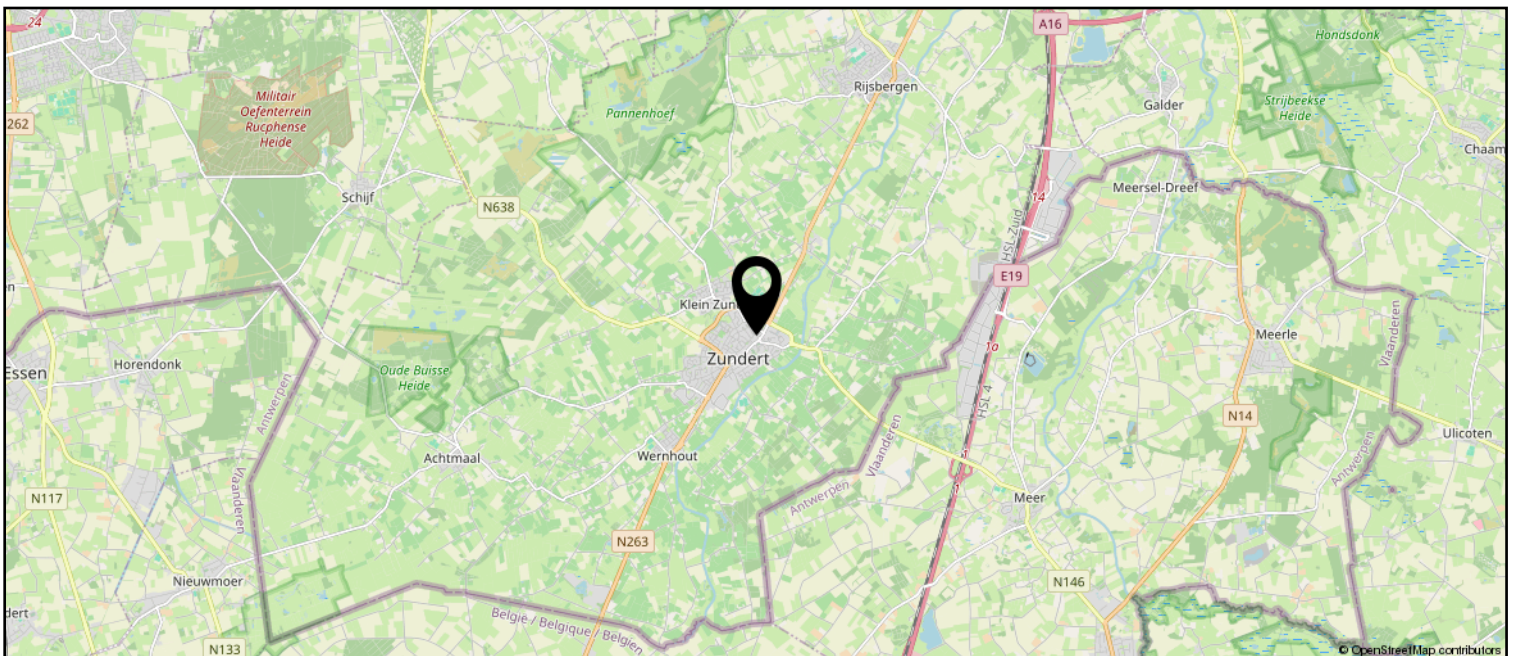 24
A16
Hondsdonk
Rijsbergen
Militair
Oefenterrein
Rucphense
Heide
Pannenhoef
Galder
Strijbeekse
Heide
262
Chaam
Schijf
Meersel-Dreef
N638
14
HSL Zuid
E19
Klein Zun
Zundert
Horendonk
Essen
Oude Buisse
Heide
1a
Meerle
Vlaanderen
Antwerpen
HSL 4
N14
Vlaanderen
Ulicoten
Achtmaal
Wernhout
Antwerpen
1
Vlaanderen
N117
Antwerpen
Meer
N263
Nieuwmoer
N146
dert
België / Belgique / Belgien
N133
© OpenStreetMap contributors